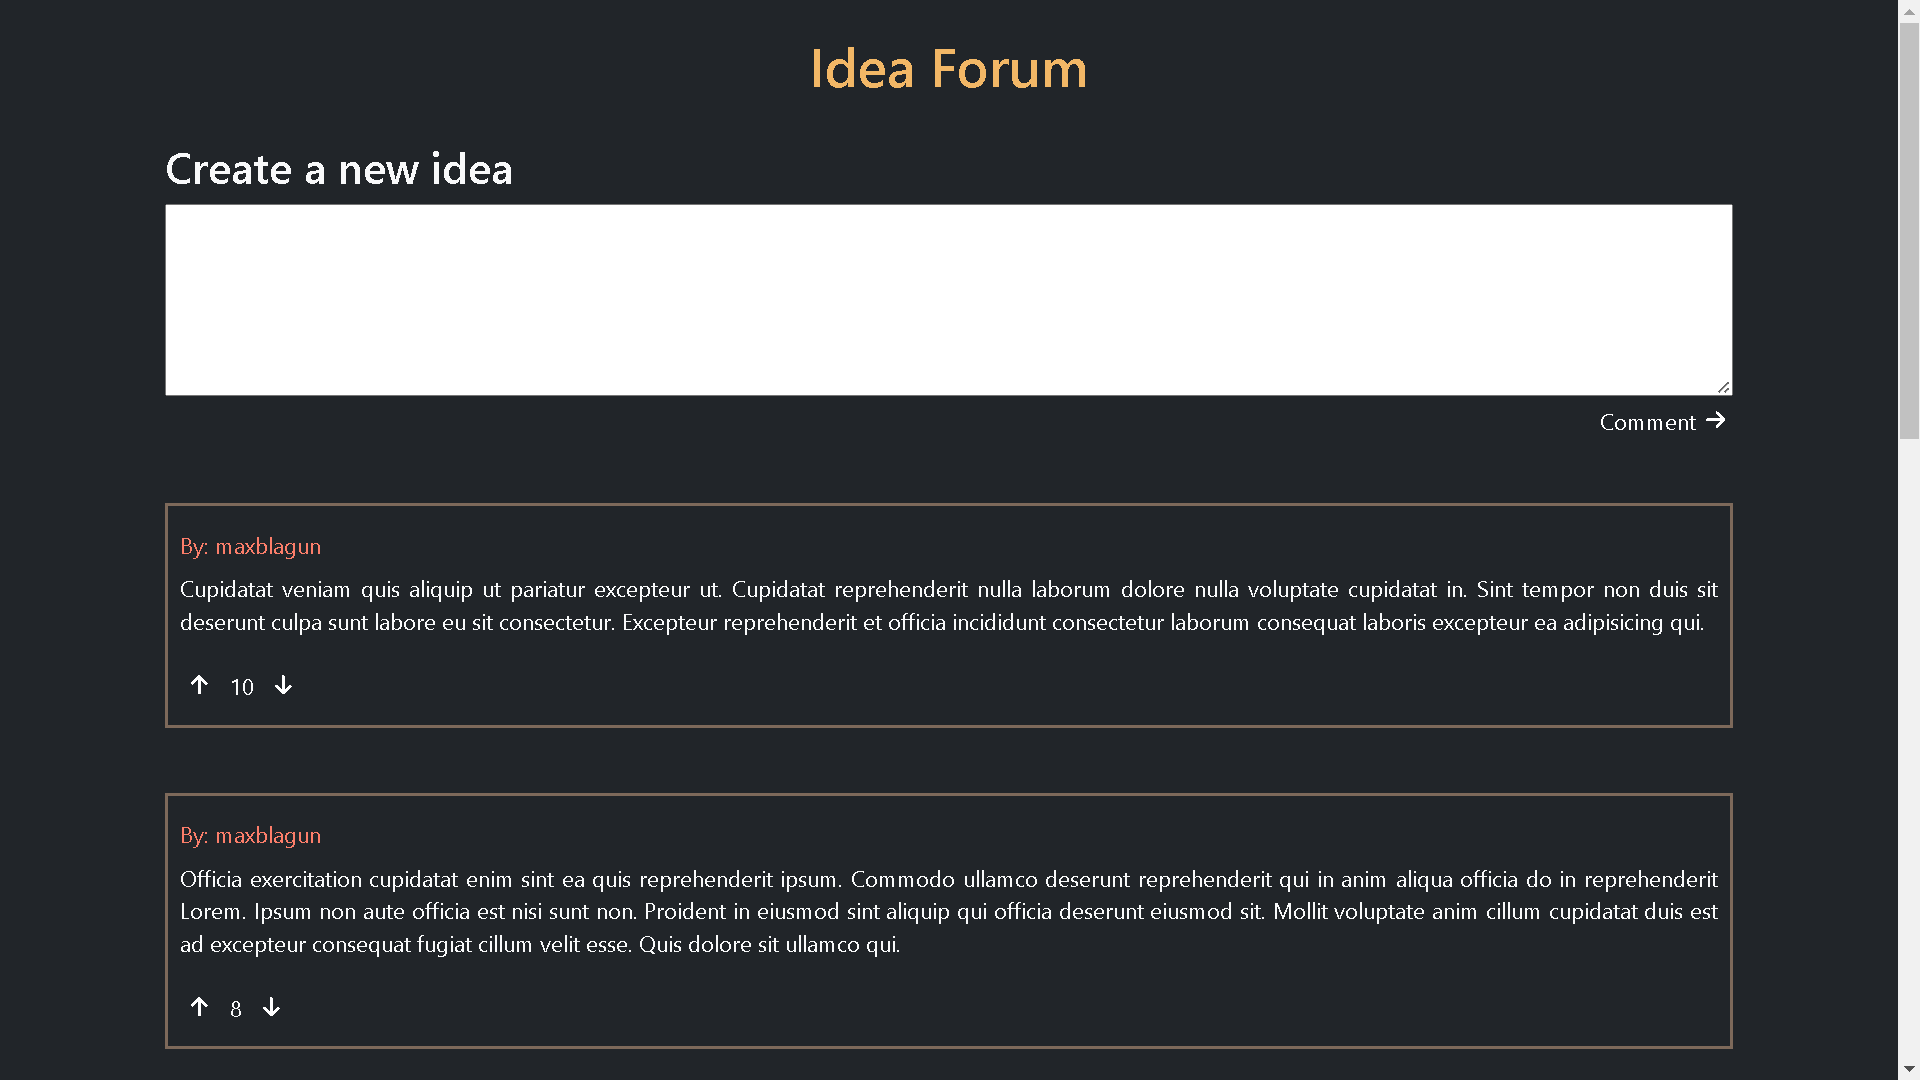 Idea Forum
Create a new idea
Comment
By: maxblagun
Cupidatat veniam quis aliquip ut pariatur excepteur ut. Cupidatat reprehenderit nulla laborum dolore nulla voluptate cupidatat in. Sint tempor non duis sit
deserunt culpa sunt labore eu sit consectetur. Excepteur reprehenderit et officia incididunt consectetur laborum consequat laboris excepteur ea adipisicing qui.
10
By: maxblagun
Officia exercitation cupidatat enim sint ea quis reprehenderit ipsum. Commodo ullamco deserunt reprehenderit qui in anim aliqua officia do in reprehenderit
Lorem. Ipsum non aute officia est nisi sunt non. Proident in eiusmod sint aliquip qui officia deserunt eiusmod sit. Mollit voluptate anim cillum cupidatat duis est
ad excepteur consequat fugiat cillum velit esse. Quis dolore sit ullamco qui.
8